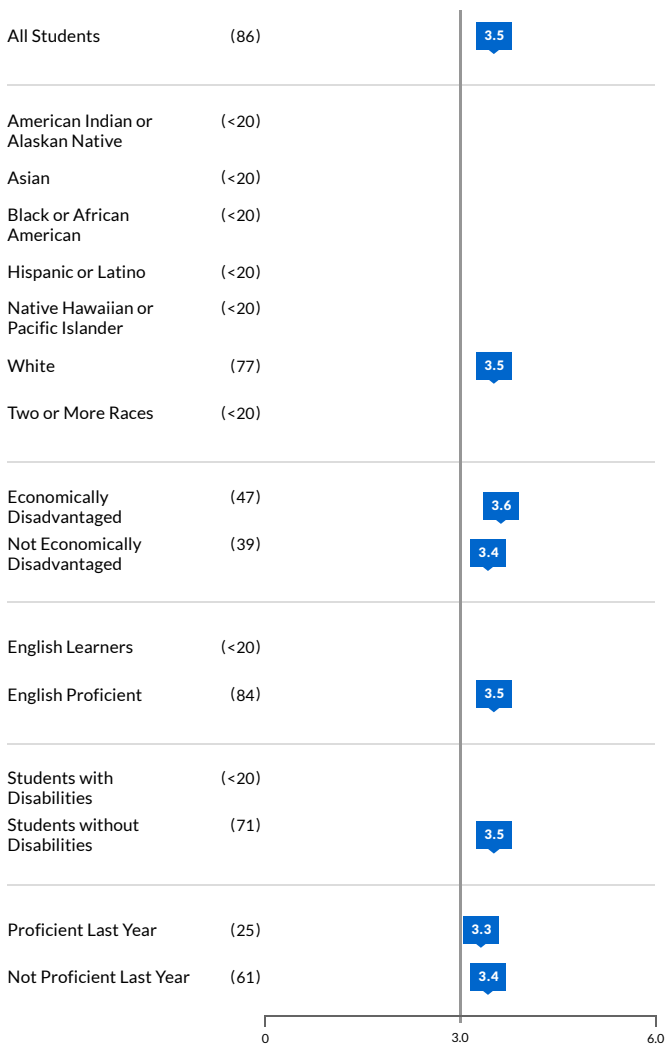 All Students (86) 3.5
American Indian or (<20)
Alaskan Native
Asian (<20)
Black or African (<20)
American
Hispanic or Latino (<20)
Native Hawaiian or (<20)
Pacific Islander
White (77) 3.5
Two or More Races (<20)
Economically (47) 3.6
Disadvantaged
Not Economically (39) 3.4
Disadvantaged
English Learners (<20)
English Proficient (84) 3.5
Students with (<20)
Disabilities
Students without (71) 3.5
Disabilities
Proficient Last Year (25) 3.3
Not Proficient Last Year (61) 3.4
0 3.0 6.0